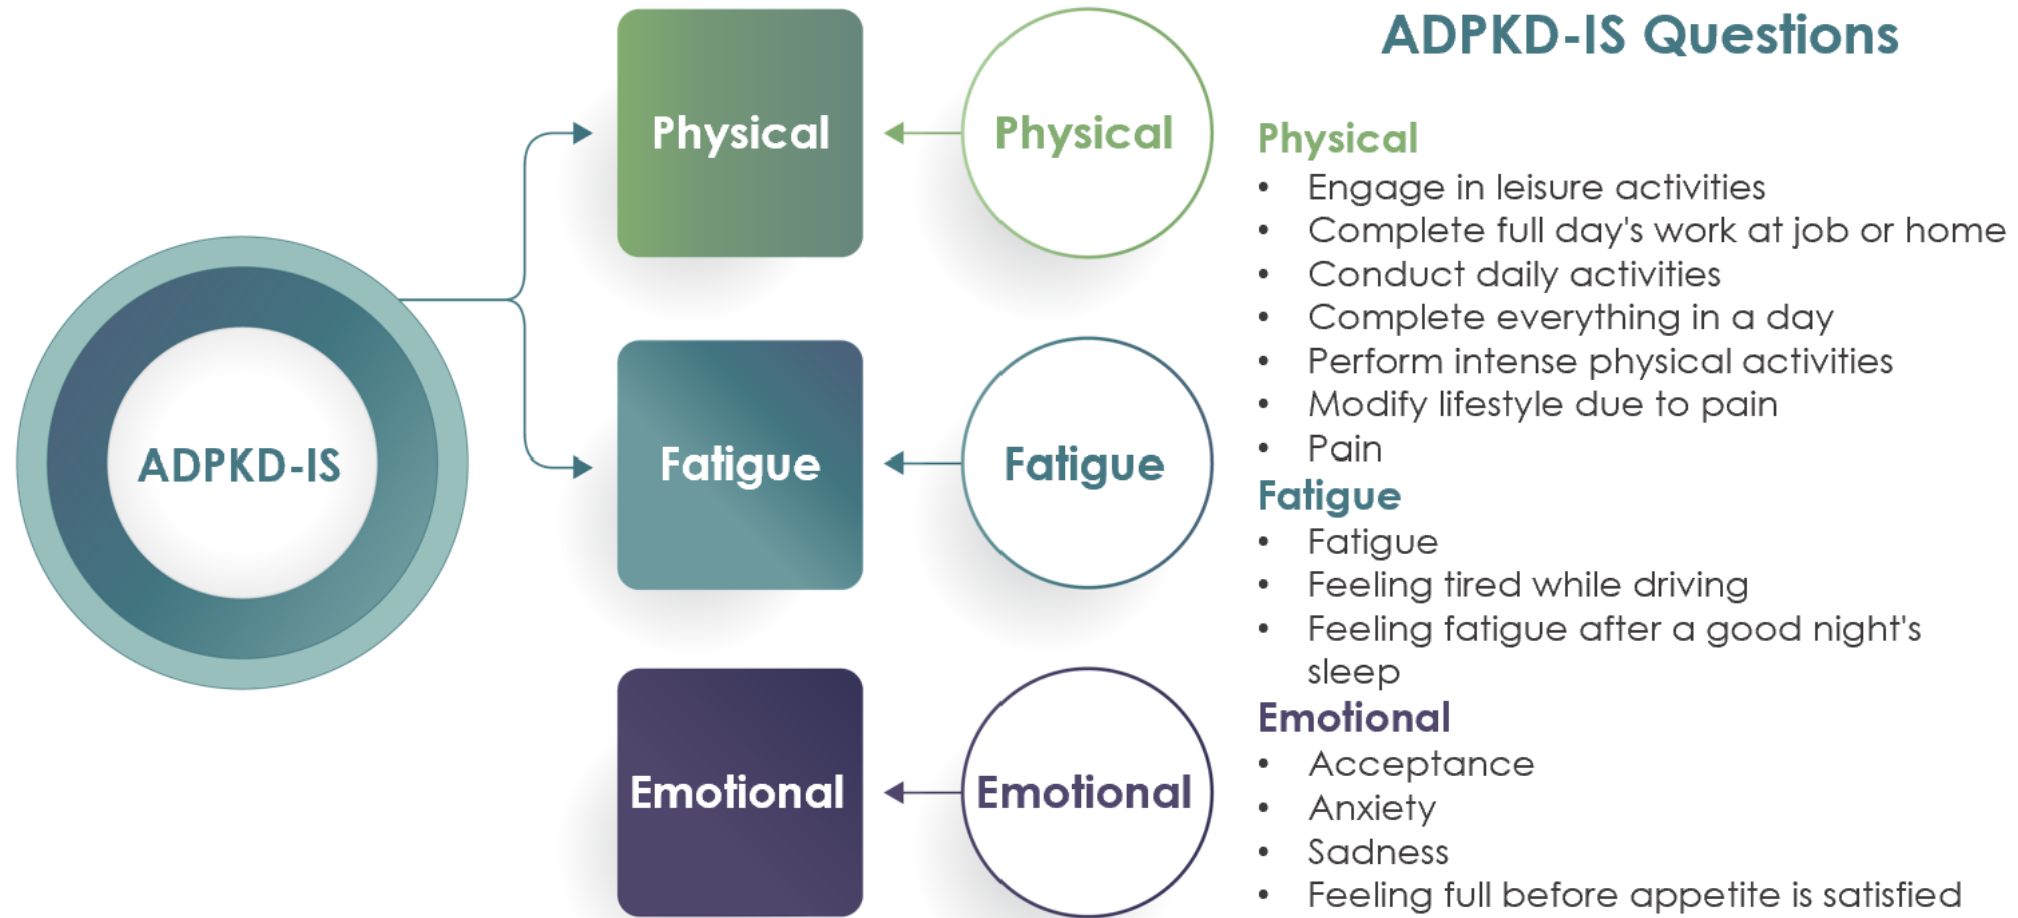 ADPKD-IS
Physical
Physical
Fatigue
Fatigue
Emotional
Emotional
ADPKD-IS Questions
Physical
• Engage in leisure activities
• Complete full day's work at job or home
• Conduct daily activities
• Complete everything in a day
• Perform intense physical activities
• Modify lifestyle due to pain
• Pain
Fatigue
• Fatigue
• Feeling tired while driving
• Feeling fatigue after a good night's
sleep
Emotional
• Acceptance
• Anxiety
• Sadness
• Feeling full before appetite is satisfied